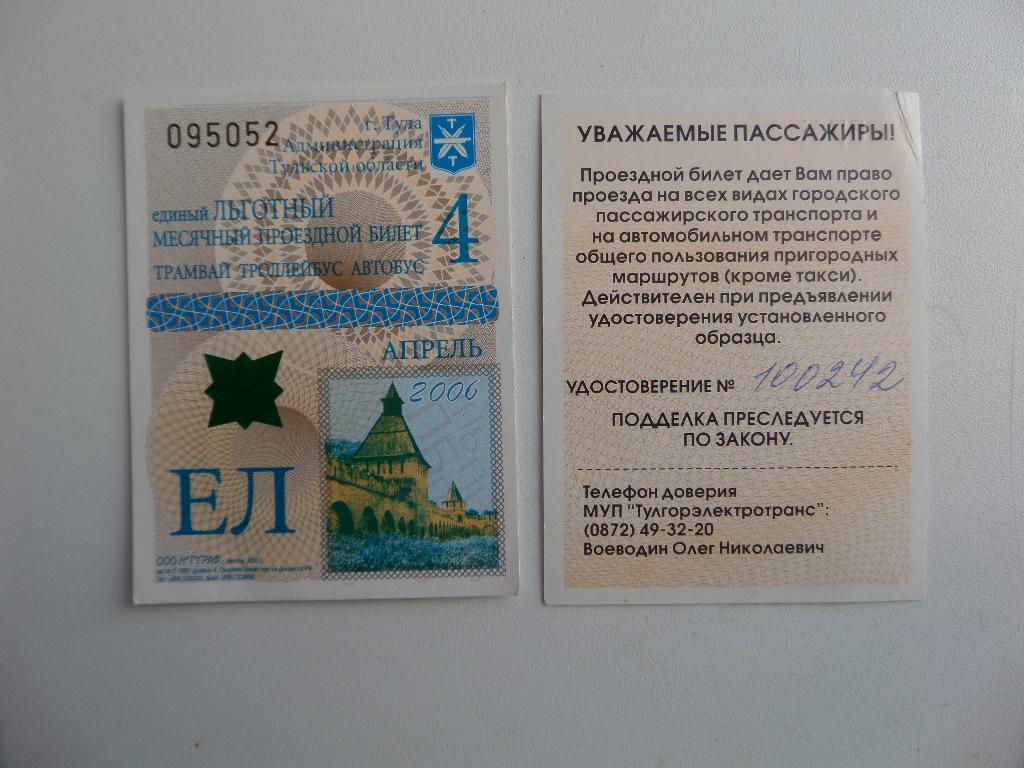 095052
г. Тула
Администрация
Тульской области
единый ЛЬГОТНЫЙ
МЕСЯЧНЫЙ ПРОЕЗДНОЙ БИЛЕТ
4
ТРАМВАЙ ТРОЛЛЕЙБУС АВТОБУС
АПРЕЛЬ
2006
ЕЛ
ООО Н•Т•ГРАФ
УВАЖАЕМЫЕ ПАССАЖИРЫ!
Проездной билет дает Вам право
проезда на всех видах городского
пассажирского транспорта и
на автомобильном транспорте
общего пользования пригородных
маршрутов (кроме такси).
Действителен при предъявлении
удостоверения установленного
образца.
УДОСТОВЕРЕНИЕ № 100242
ПОДДЕЛКА ПРЕСЛЕДУЕТСЯ
ПО ЗАКОНУ.
Телефон доверия
МУП "Тулгорэлектротранс":
(0872) 49-32-20
Воеводин Олег Николаевич